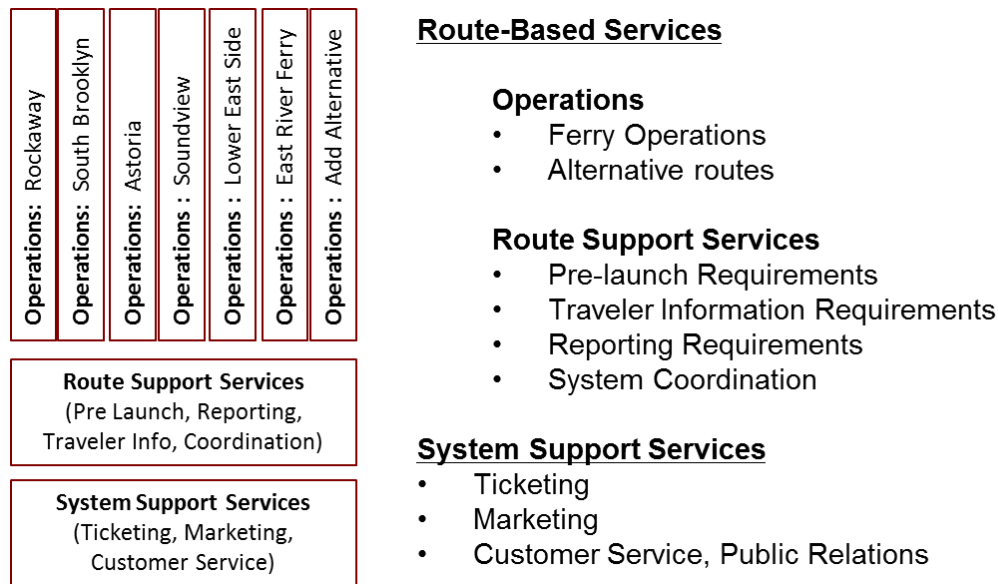 Operations: Rockaway
Operations: South Brooklyn
Operations: Astoria
Operations : Soundview
Operations : Lower East Side
Operations : East River Ferry
Operations : Add Alternative
Route Support Services
(Pre Launch, Reporting,
Traveler Info, Coordination)
System Support Services
(Ticketing, Marketing,
Customer Service)
Route-Based Services
Operations
• Ferry Operations
• Alternative routes
Route Support Services
• Pre-launch Requirements
• Traveler Information Requirements
• Reporting Requirements
• System Coordination
System Support Services
• Ticketing
• Marketing
• Customer Service, Public Relations